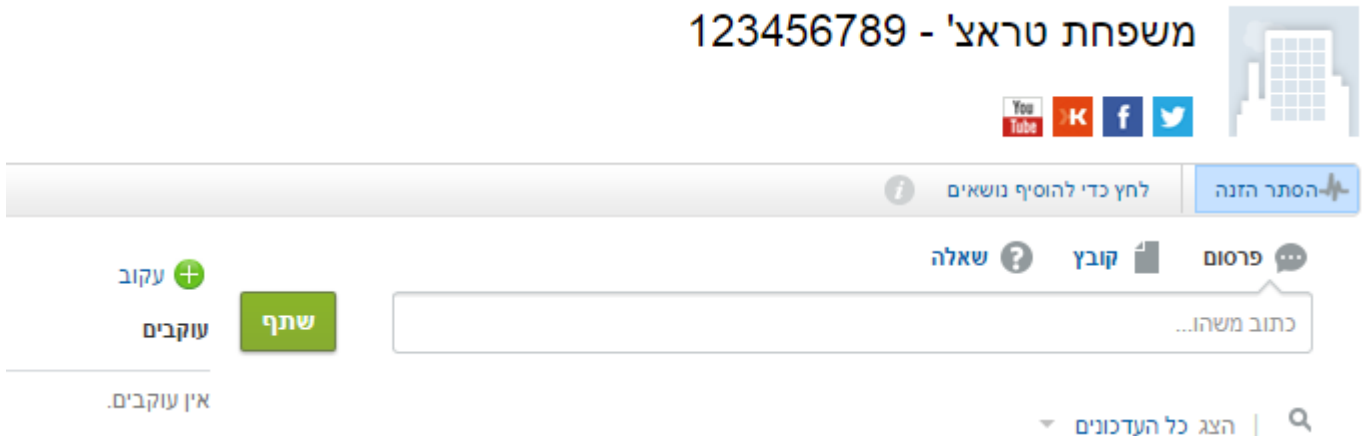 משפחת טראצ' - 123456789
You Tube K f
הסתר הזנה לחץ כדי להוסיף נושאים i
פרסום קובץ ? שאלה
עקוב
כתוב משהו...
שתף
עוקבים
אין עוקבים.
| הצג כל העדכונים